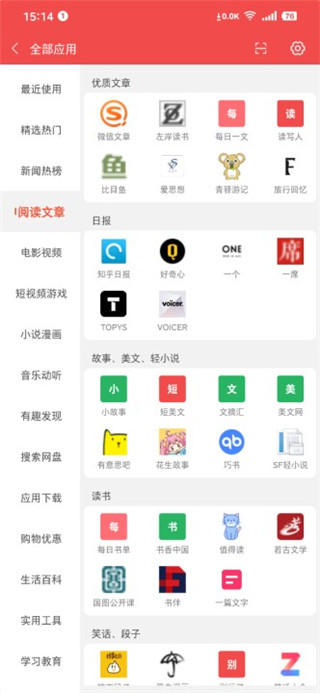 15:14 1 0.0K 76
全部应用
最近使用
精选热门
新闻热榜
阅读文章
电影视频
短视频游戏
小说漫画
音乐动听
有趣发现
搜索网盘
应用下载
购物优惠
生活百科
实用工具
学习教育
优质文章
每 读
微信文章 左岸读书 每日一文 读写人
鱼 F
比目鱼 爱思想 青驿游记 旅行回忆
日报
Q ONE 席
知乎日报 好奇心 一个 一席
T voicer.
TOPYS VOICER
故事、美文、轻小说
小 短 文 美
小故事 短美文 文摘汇 美文网
qb
有意思吧 花生故事 巧书 SF轻小说
读书
每 书
每日书单 书香中国 值得读 若古文学
国图公开课 书伴 一篇文字
笑话、段子
别 Z